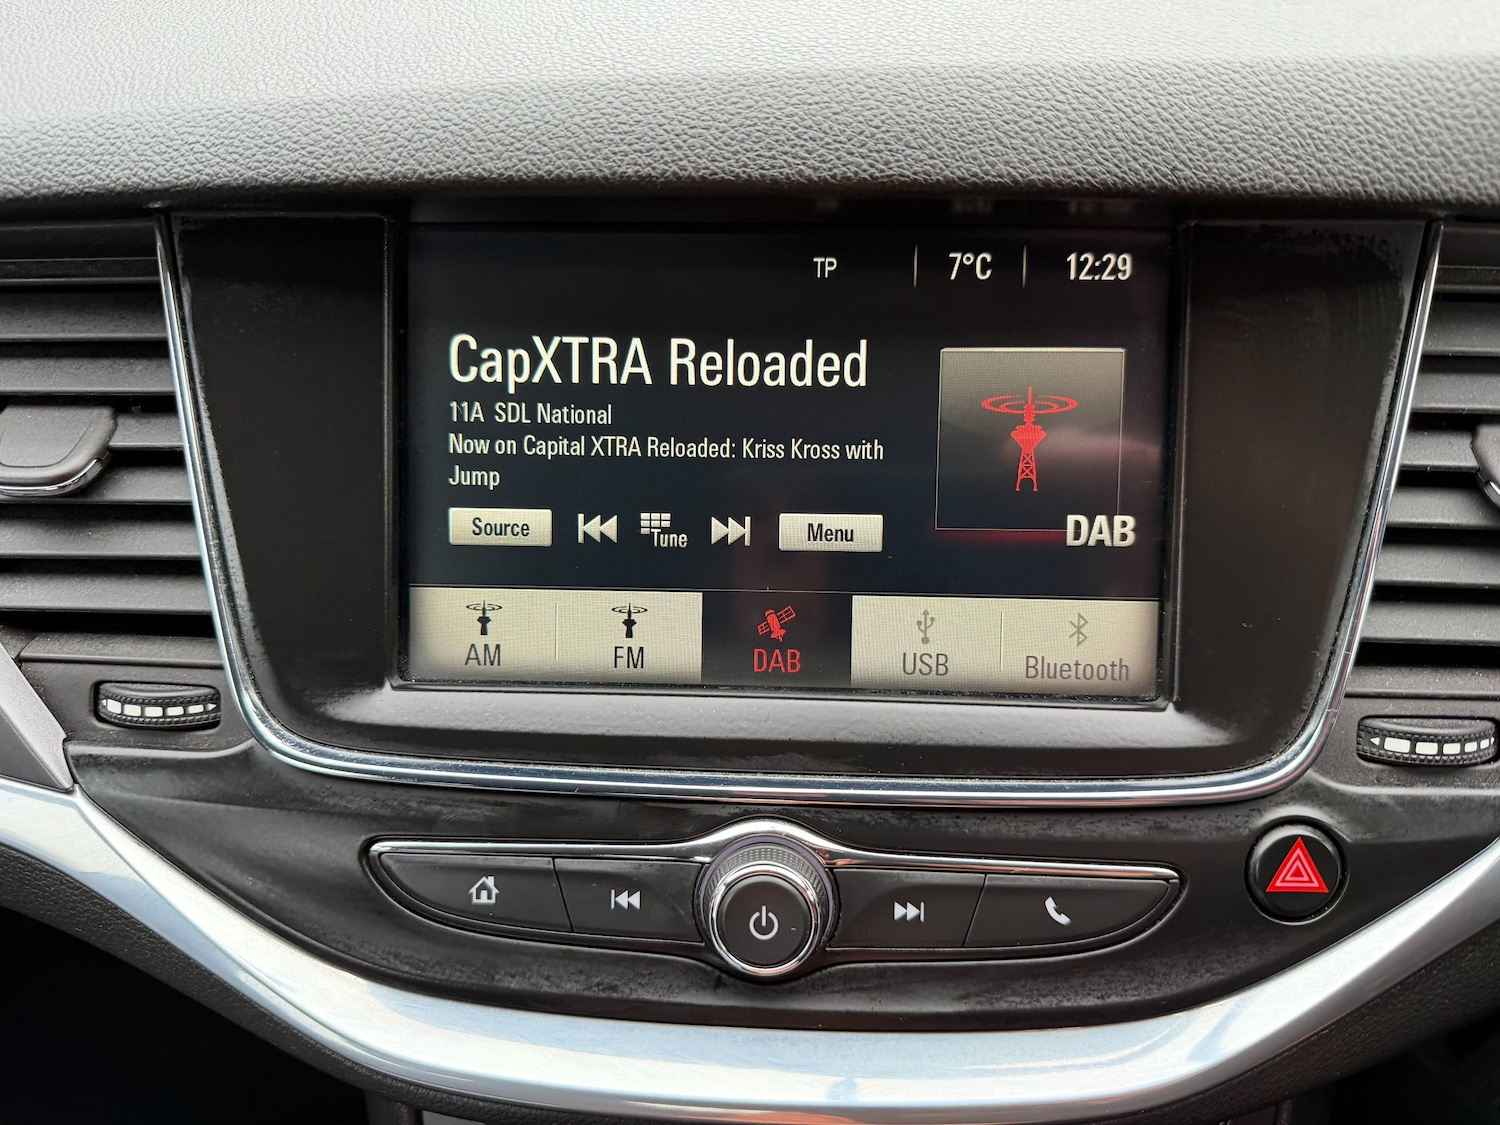 TP 7°C 12:29
CapXTRA Reloaded
11A SDL National
Now on Capital XTRA Reloaded: Kriss Kross with
Jump
Source Tune Menu
DAB
AM FM DAB USB Bluetooth